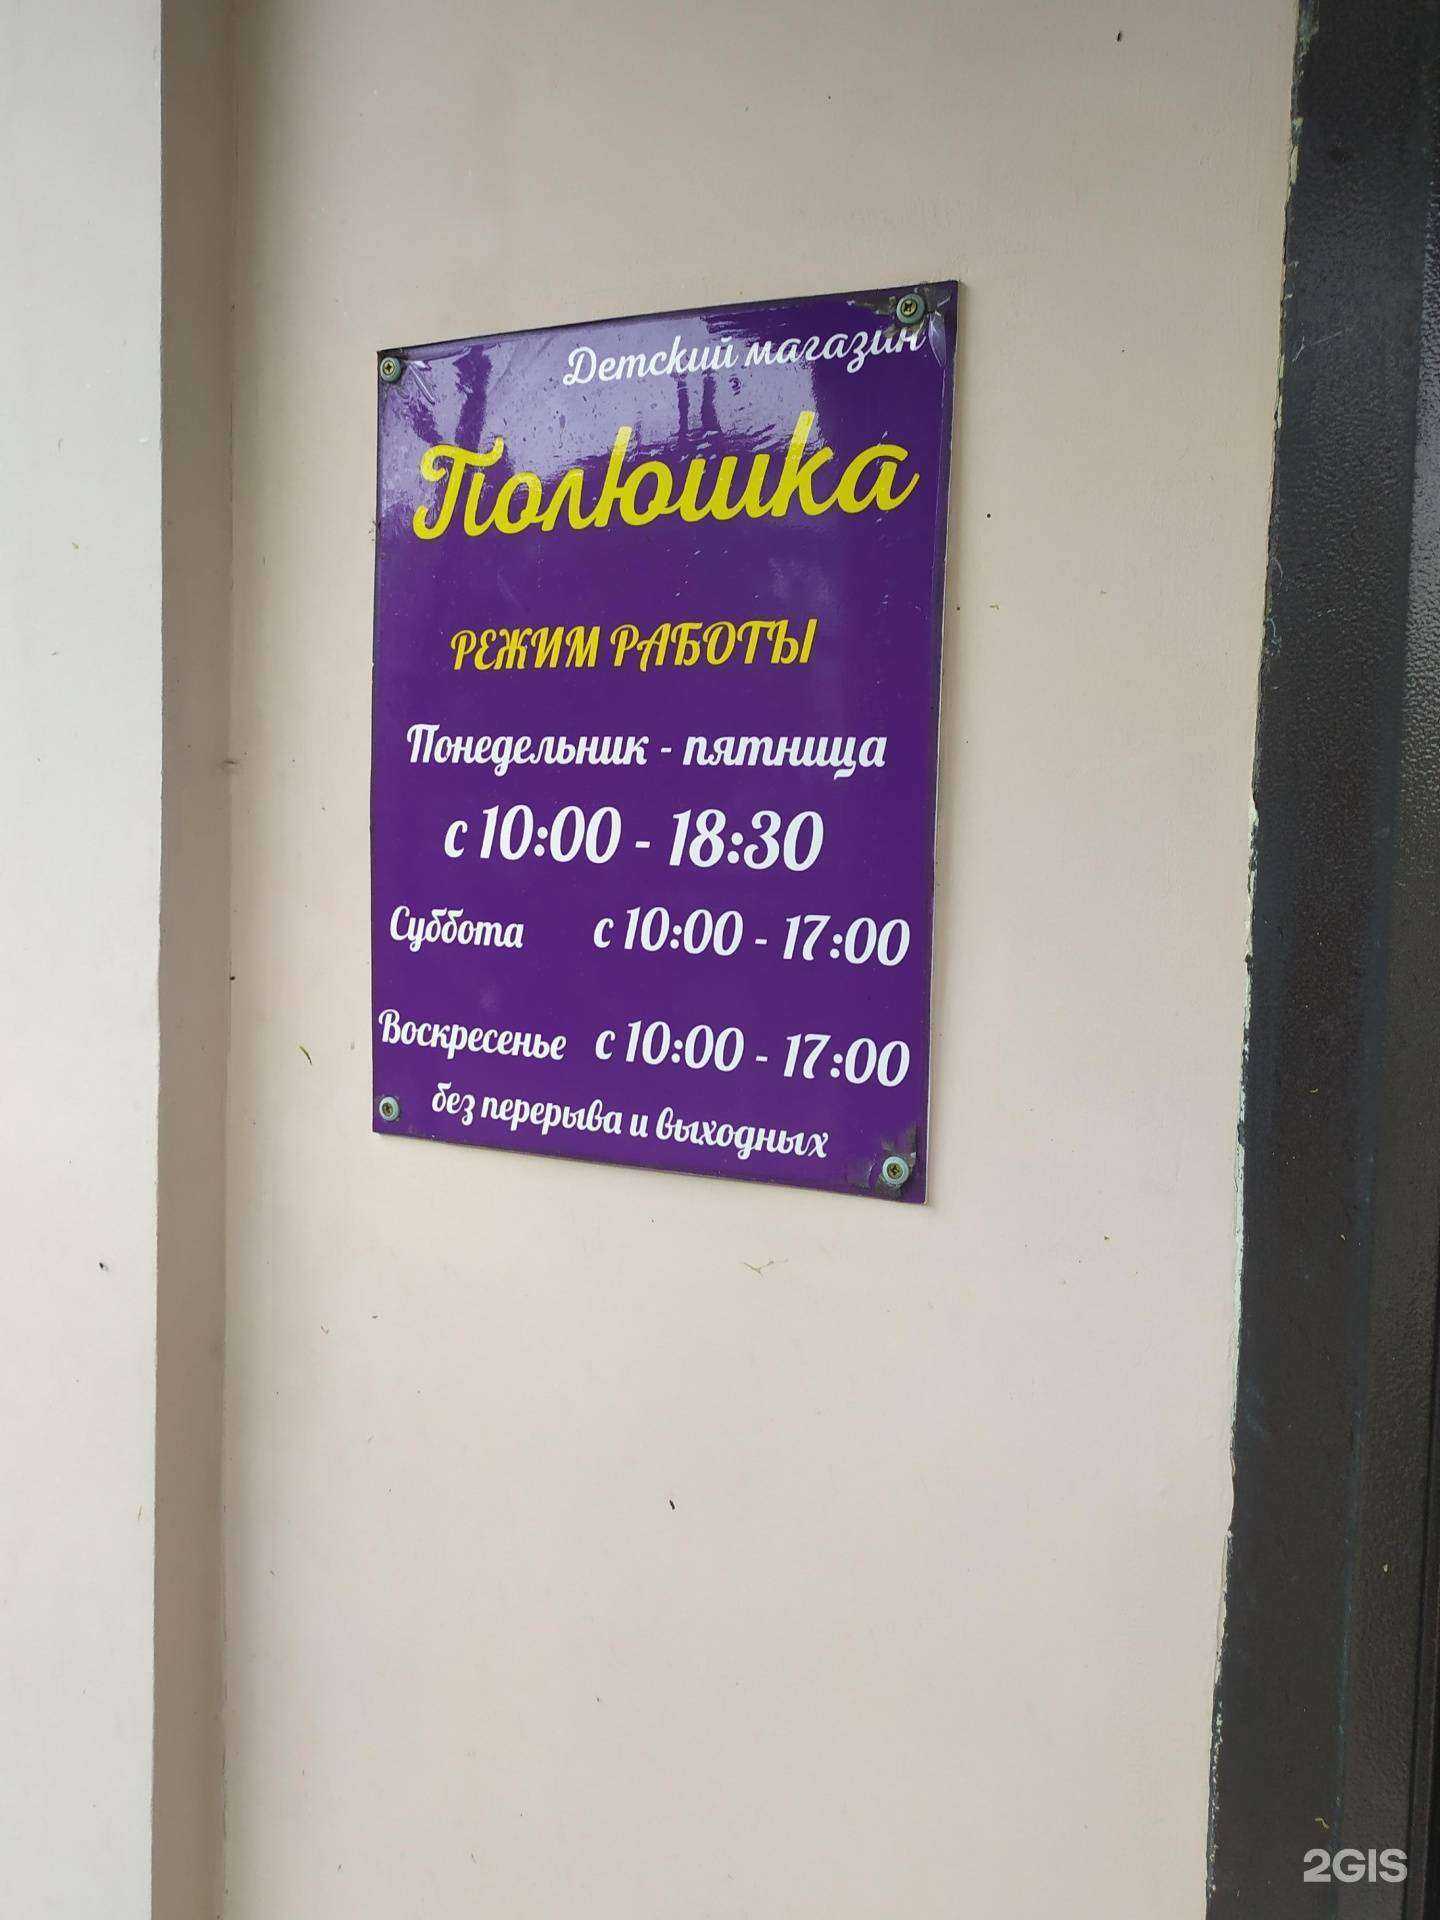 Детский магазин
Полюшка
РЕЖИМ РАБОТЫ
Понедельник - пятница
с 10:00 - 18:30
Суббота с 10:00 - 17:00
Воскресенье с 10:00 - 17:00
без перерыва и выходных
2GIS